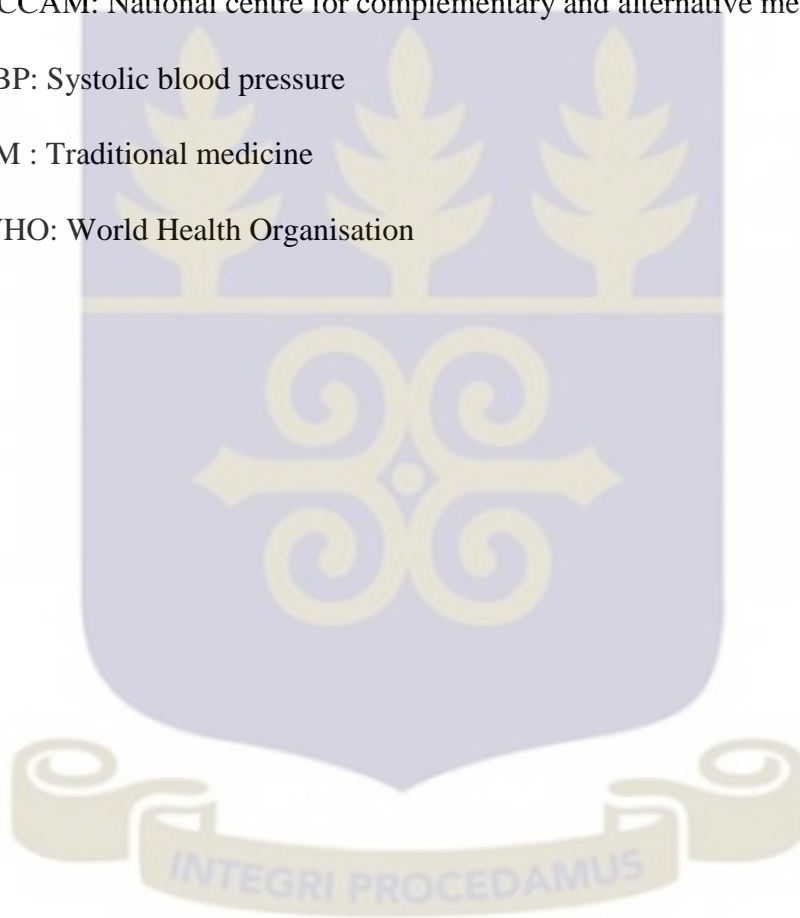 CCAM: National centre for complementary and alternative me
BP: Systolic blood pressure
M : Traditional medicine
HO: World Health Organisation
INTEGRI PROCEDAMUS